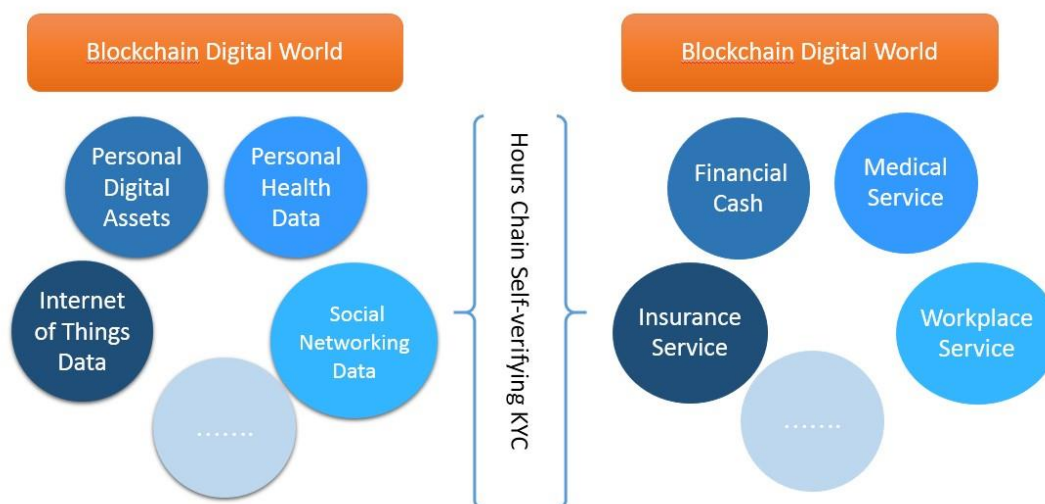 Blockchain Digital World
Personal
Digital
Assets
Personal
Health
Data
Internet
of Things
Data
Social
Networking
Data
.......
Hours Chain Self-verifying KYC
Blockchain Digital World
Financial
Cash
Medical
Service
Insurance
Service
Workplace
Service
.......